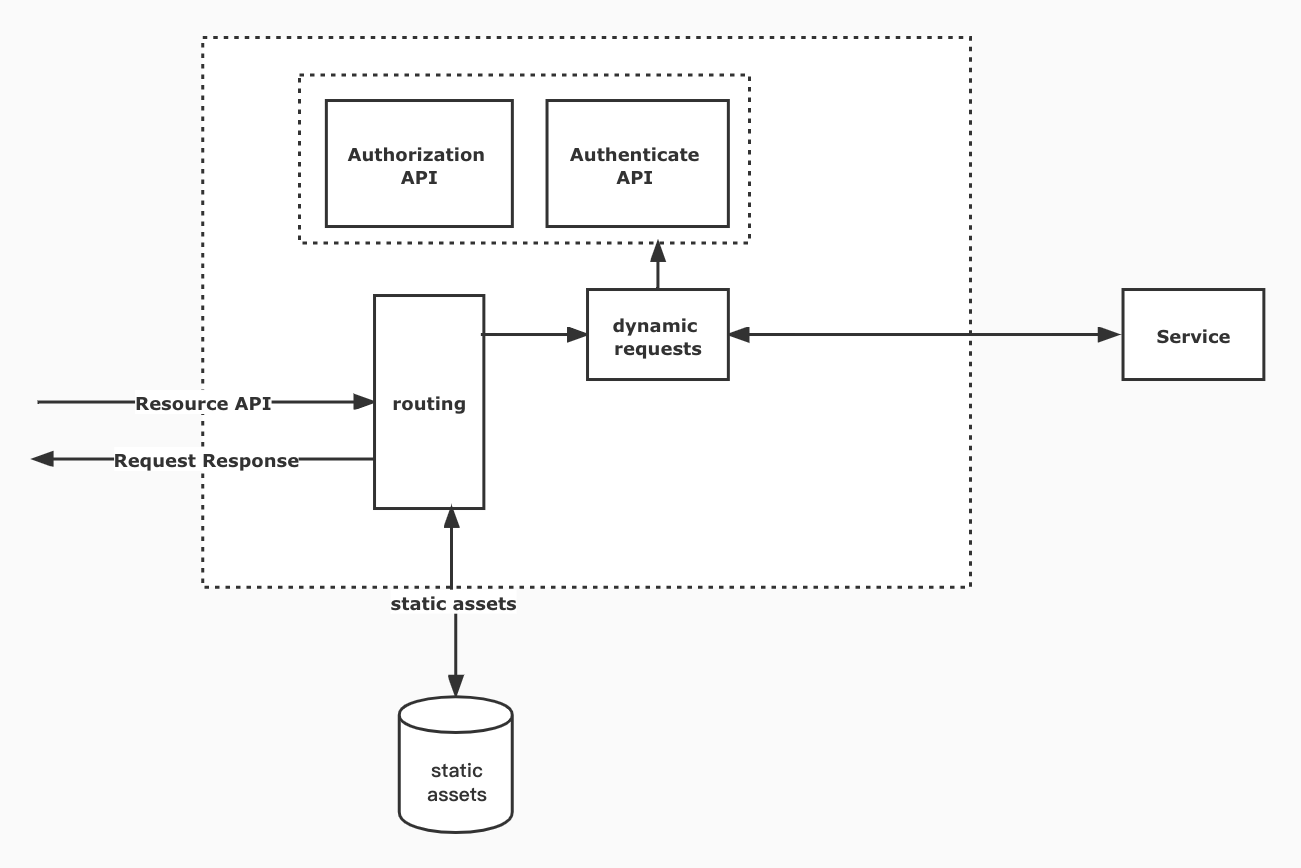 Authorization
API
Authenticate
API
dynamic
requests
Service
Resource API
routing
Request Response
static assets
static
assets